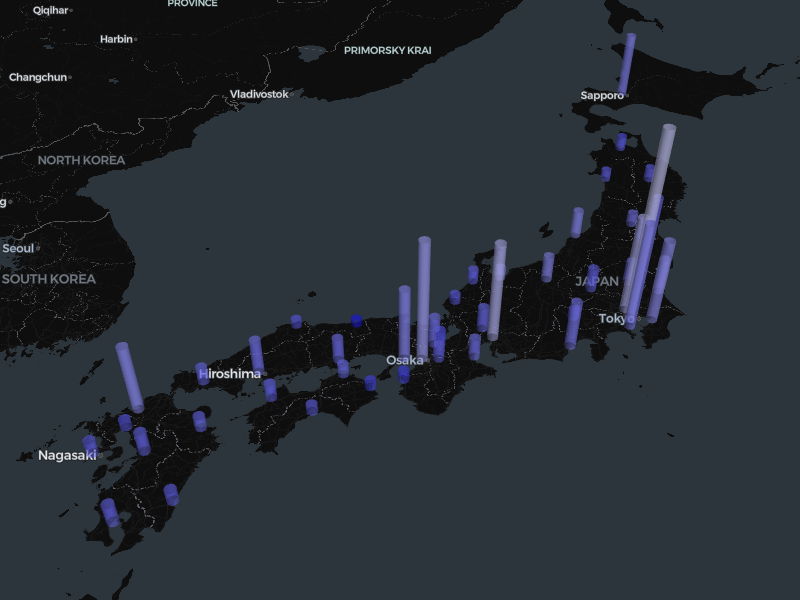 PROVINCE
Qiqihar
Harbin
PRIMORSKY KRAI
Changchun
Vladivostok
Sapporo
NORTH KOREA
g
Seoul
SOUTH KOREA
JAPAN
Tokyo
Osaka
Hiroshima
Nagasaki